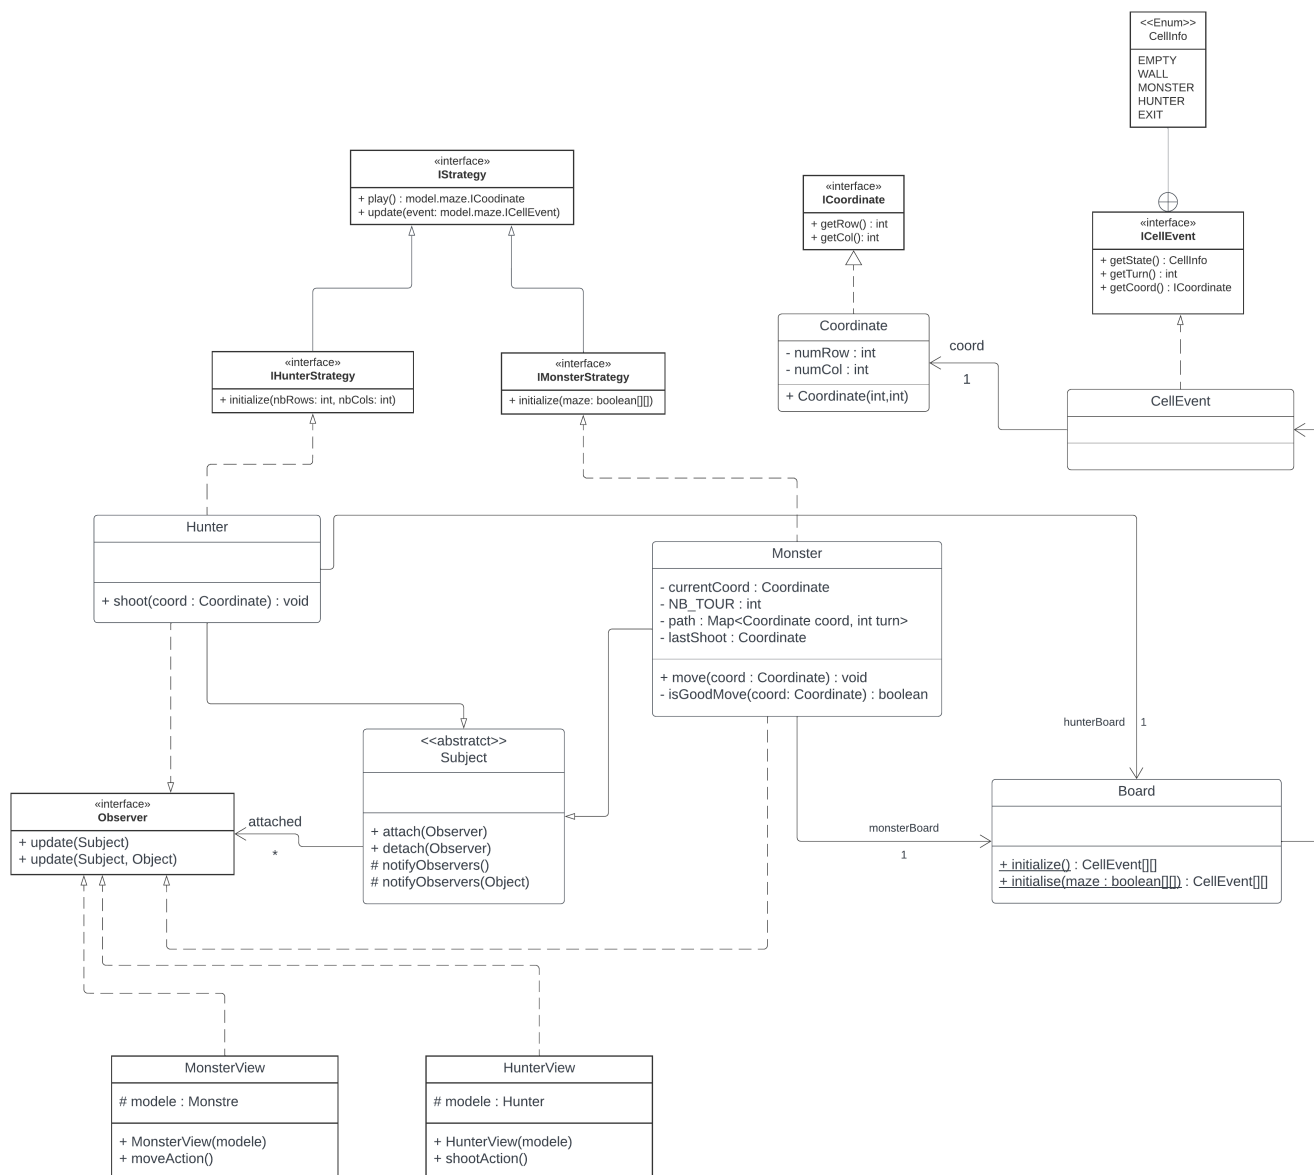 <<Enum>>
CellInfo
EMPTY
WALL
MONSTER
HUNTER
EXIT
«interface»
IStrategy
+ play() : model.maze.ICoodinate
+ update(event: model.maze.ICellEvent)
«interface»
ICoordinate
+ getRow() : int
+ getCol(): int
«interface»
ICellEvent
+ getState() : CellInfo
+ getTurn() : int
+ getCoord() : ICoordinate
«interface»
IHunterStrategy
+ initialize(nbRows: int, nbCols: int)
«interface»
IMonsterStrategy
+ initialize(maze: boolean[][])
Coordinate
- numRow : int
- numCol : int
+ Coordinate(int,int)
coord
1
CellEvent
Hunter
+ shoot(coord : Coordinate) : void
Monster
- currentCoord : Coordinate
- NB_TOUR : int
- path : Map<Coordinate coord, int turn>
- lastShoot : Coordinate
+ move(coord : Coordinate) : void
- isGoodMove(coord: Coordinate) : boolean
hunterBoard
1
<<abstratct>>
Subject
+ attach(Observer)
+ detach(Observer)
# notifyObservers()
# notifyObservers(Object)
«interface»
Observer
+ update(Subject)
+ update(Subject, Object)
attached
*
monsterBoard
1
Board
+ initialize() : CellEvent[][]
+ initialise(maze : boolean[][]) : CellEvent[][]
MonsterView
# modele : Monstre
+ MonsterView(modele)
+ moveAction()
HunterView
# modele : Hunter
+ HunterView(modele)
+ shootAction()